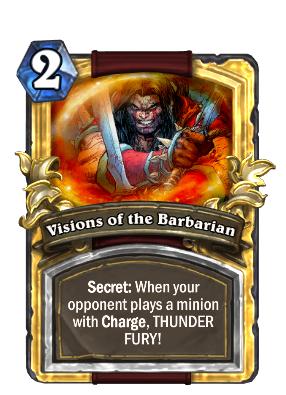 2
Visions of the Barbarian
Secret: When your
opponent plays a minion
with Charge, THUNDER
FURY!